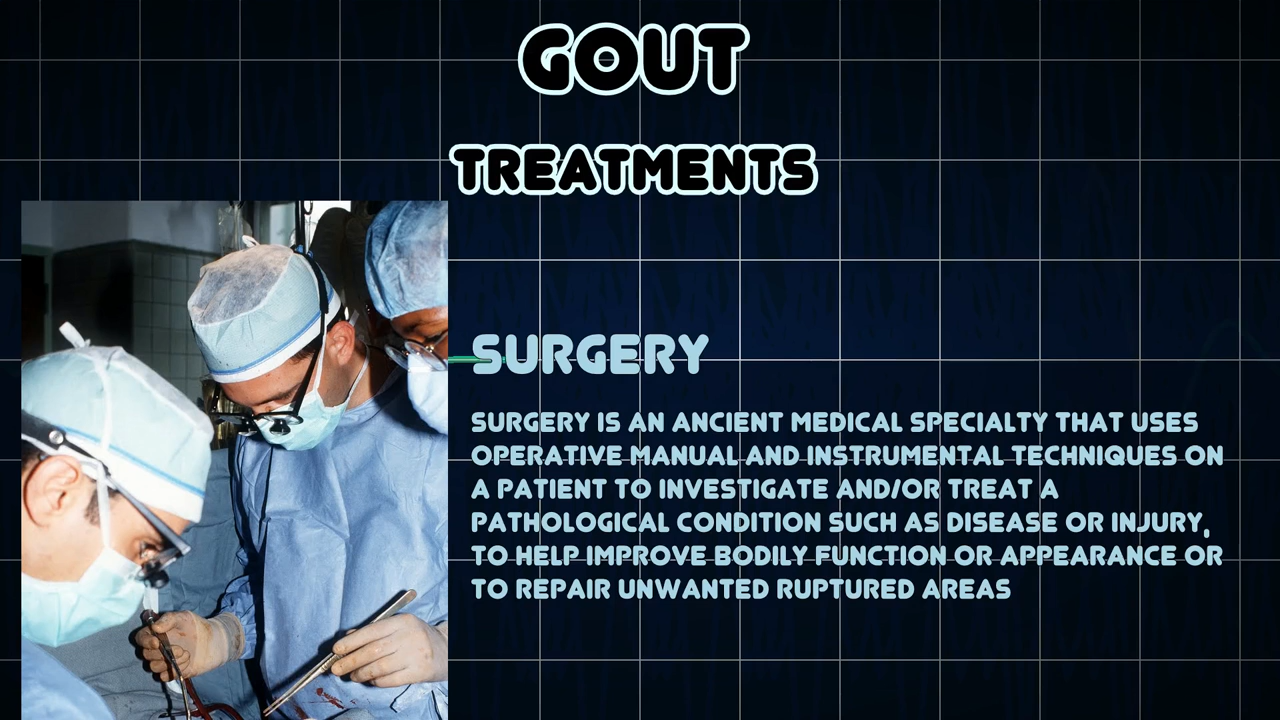 GOUT
TREATMENTS
SURGERY
SURGERY IS AN ANCIENT MEDICAL SPECIALTY THAT USES
OPERATIVE MANUAL AND INSTRUMENTAL TECHNIQUES ON
A PATIENT TO INVESTIGATE AND/OR TREAT A
PATHOLOGICAL CONDITION SUCH AS DISEASE OR INJURY,
TO HELP IMPROVE BODILY FUNCTION OR APPEARANCE OR
TO REPAIR UNWANTED RUPTURED AREAS